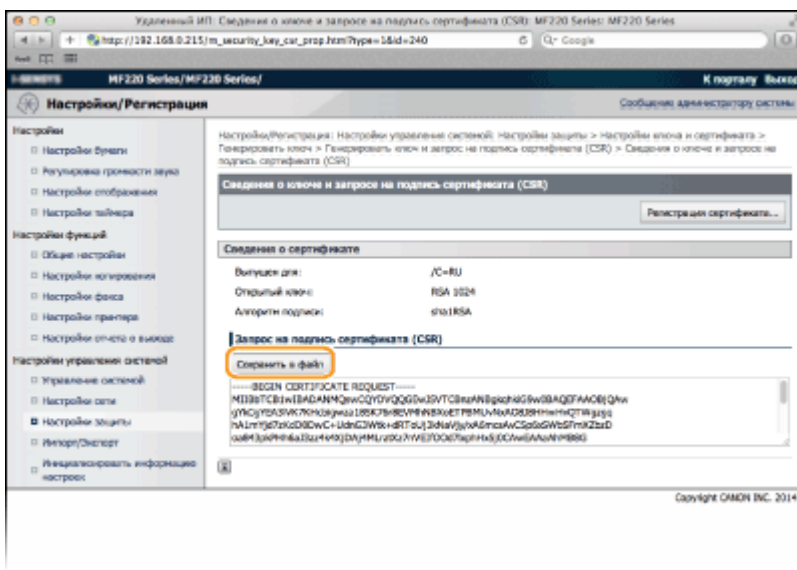 Удаленный ИП: Сведения о ключе и запросе на подпись сертификата (CSR): MF220 Series: MF220 Series
http://192.168.0.215/m_security_key_csr_prop.html?type=1&id=240
Q- Google
MF220 Series/MF220 Series/
К порталу
Настройки/Регистрация
Сообщение администратору системы
Настройки
Настройки бумаги
Регулировка громкости звука
Настройки отображения
Настройки таймера
Настройки функций
Общие настройки
Настройки копирования
Настройки факса
Настройки принтера
Настройки отчета о выводе
Настройки управления системой
Управление системой
Настройки сети
Настройки защиты
Импорт/Экспорт
Инициализировать информацию
настроек
Настройки/Регистрация: Настройки управления системой: Настройки защиты > Настройки ключа и сертификата >
Генерировать ключ > Генерировать ключ и запрос на подпись сертификата (CSR) > Сведения о ключе и запросе на
подпись сертификата (CSR)
Сведения о ключе и запросе на подпись сертификата (CSR)
Регистрация сертификата...
Сведения о сертификате
Выпущен для: /C=RU
Открытый ключ: RSA 1024
Алгоритм подписи: sha1RSA
Запрос на подпись сертификата (CSR)
Сохранить в файл
-----BEGIN CERTIFICATE REQUEST-----
Copyright CANON INC. 2014